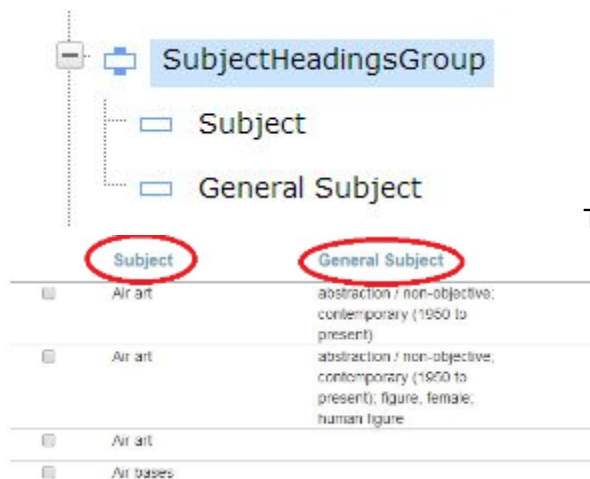 SubjectHeadingsGroup
Subject
General Subject
T
Subject General Subject
Air art abstraction / non-objective;
contemporary (1950 to
present)
Air art abstraction / non-objective;
contemporary (1950 to
present); figure, female;
human figure
Air art
Air bases